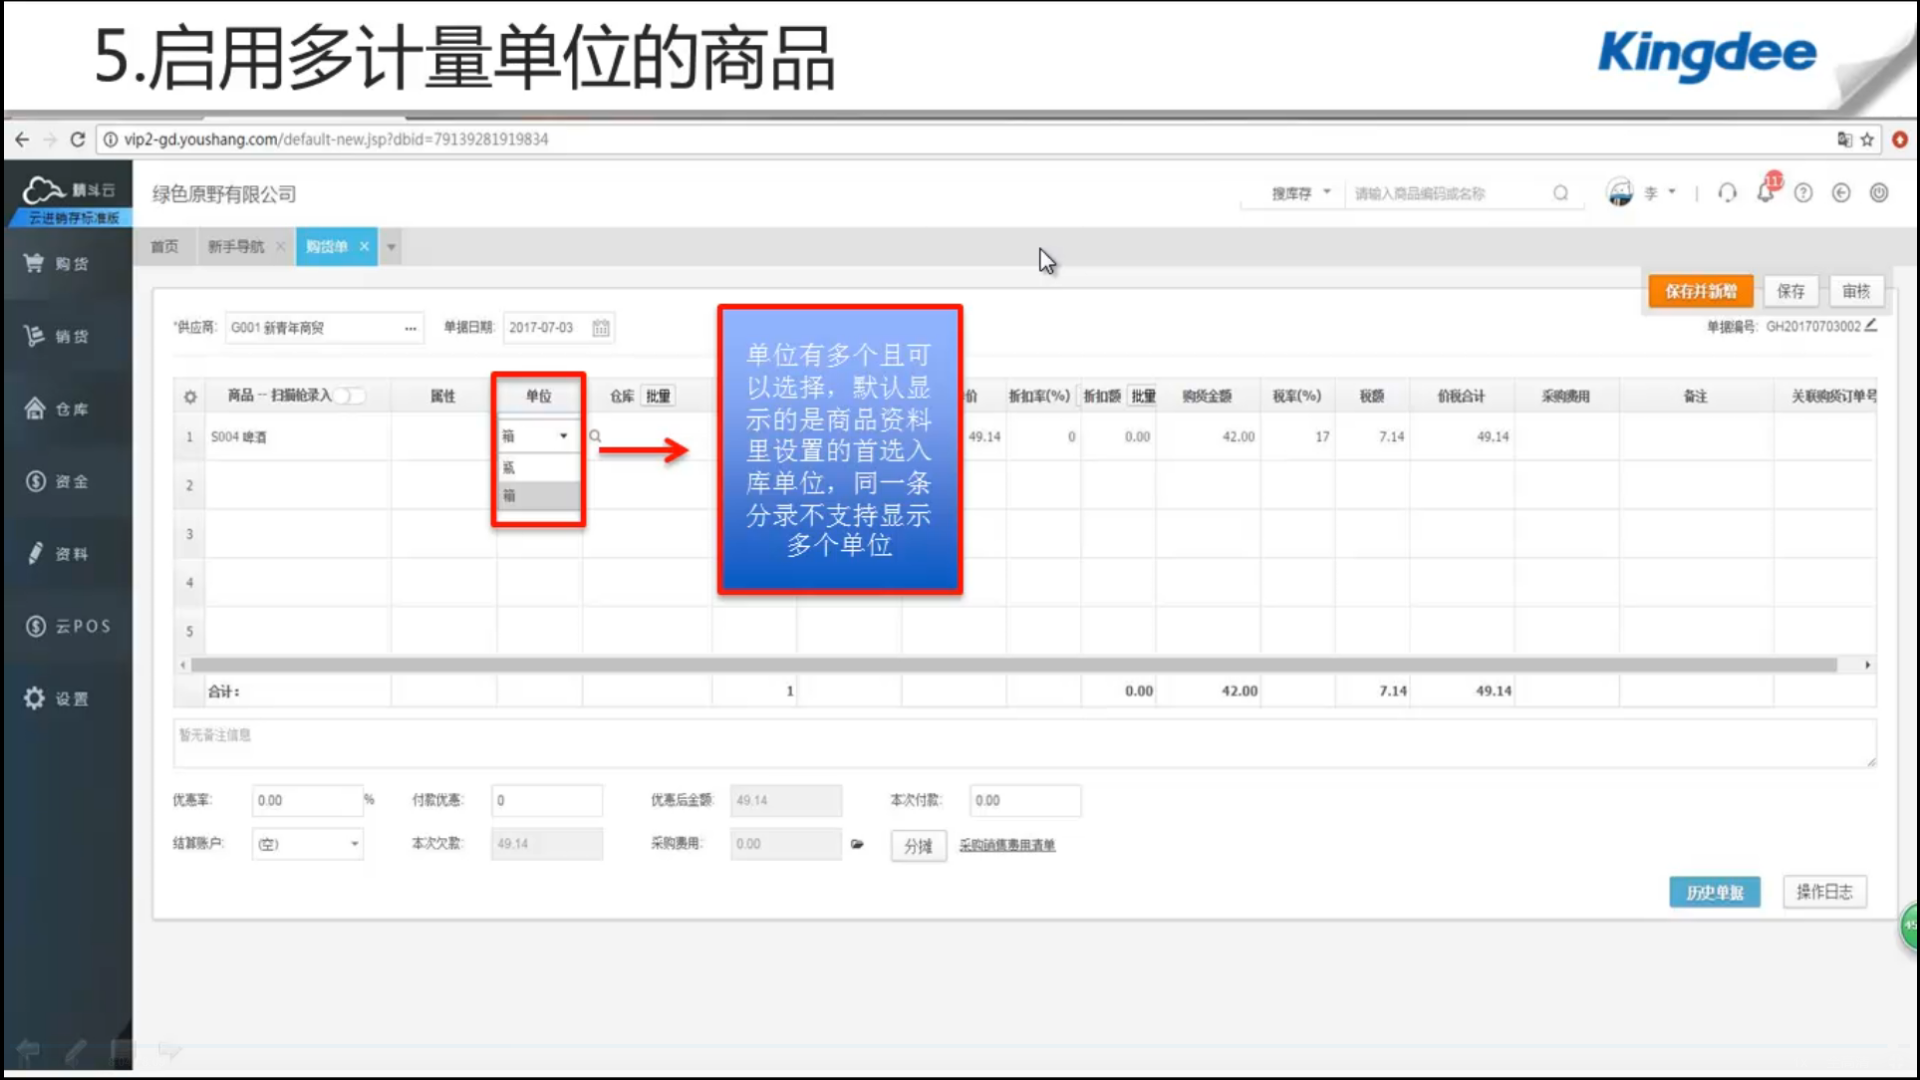 5.启用多计量单位的商品
Kingdee
vip2-gd.youshang.com/default-new.jsp?dbid=79139281919834
精斗云
云进销存标准版
绿色原野有限公司
搜库存
请输入商品编码或名称
李
117
首页
新手导航
购货单
购货
销货
仓库
资金
资料
云POS
设置
保存并新增
保存
审核
*供应商:
G001 新青年商贸
单据日期:
2017-07-03
单据编号:
GH20170703002
商品 -- 扫描枪录入
属性
单位
仓库
批量
价
折扣率(%)
折扣额
批量
购货金额
税率(%)
税额
价税合计
采购费用
备注
关联购货订单号
1
S004 啤酒
箱
49.14
0
0.00
42.00
17
7.14
49.14
瓶
箱
2
3
4
5
单位有多个且可
以选择，默认显
示的是商品资料
里设置的首选入
库单位，同一条
分录不支持显示
多个单位
合计:
1
0.00
42.00
7.14
49.14
暂无备注信息
优惠率:
0.00
%
付款优惠:
0
优惠后金额:
49.14
本次付款:
0.00
结算账户:
(空)
本次欠款:
49.14
采购费用:
0.00
分摊
采购销售费用清单
历史单据
操作日志